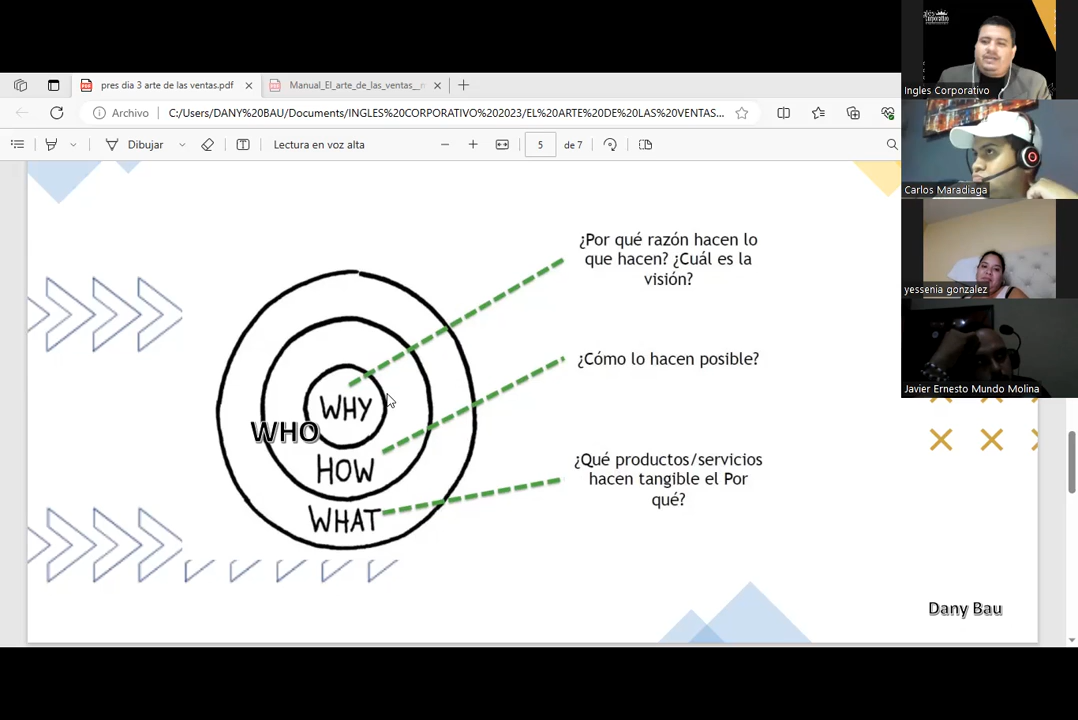 pres dia 3 arte de las ventas.pdf
Manual_El_arte_de_las_ventas_
Archivo
C:/Users/DANY%20BAU/Documents/INGLES%20CORPORATIVO%202023/EL%20ARTE%20DE%20LAS%20VENTAS...
Dibujar
Lectura en voz alta
5
de 7
¿Por qué razón hacen lo
que hacen? ¿Cuál es la
visión?
¿Cómo lo hacen posible?
¿Qué productos/servicios
hacen tangible el Por
qué?
WHY
WHO
HOW
WHAT
Dany Bau
Ingles Corporativo
Carlos Maradiaga
yessenia gonzalez
Javier Ernesto Mundo Molina